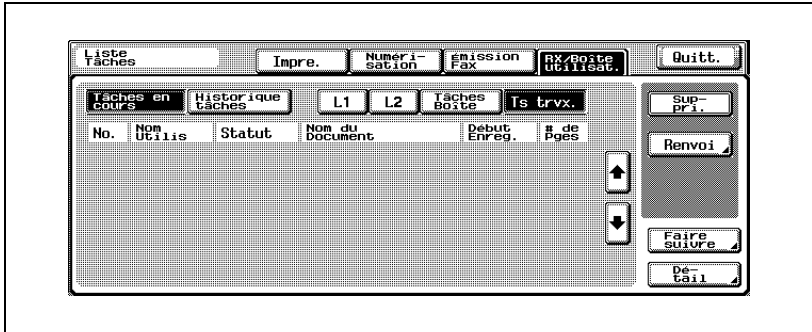 Liste
Tâches
Impre.
Numéri-
sation
Émission
Fax
RX/Boîte
utilisat.
Quitt.
Tâches en
cours
Historique
tâches
L1
L2
Tâches
Boîte
Ts trvx.
Sup-
pri.
No.
Nom
Utilis
Statut
Nom du
Document
Début
Enreg.
# de
Pges
Renvoi
Faire
suivre
Dé-
tail